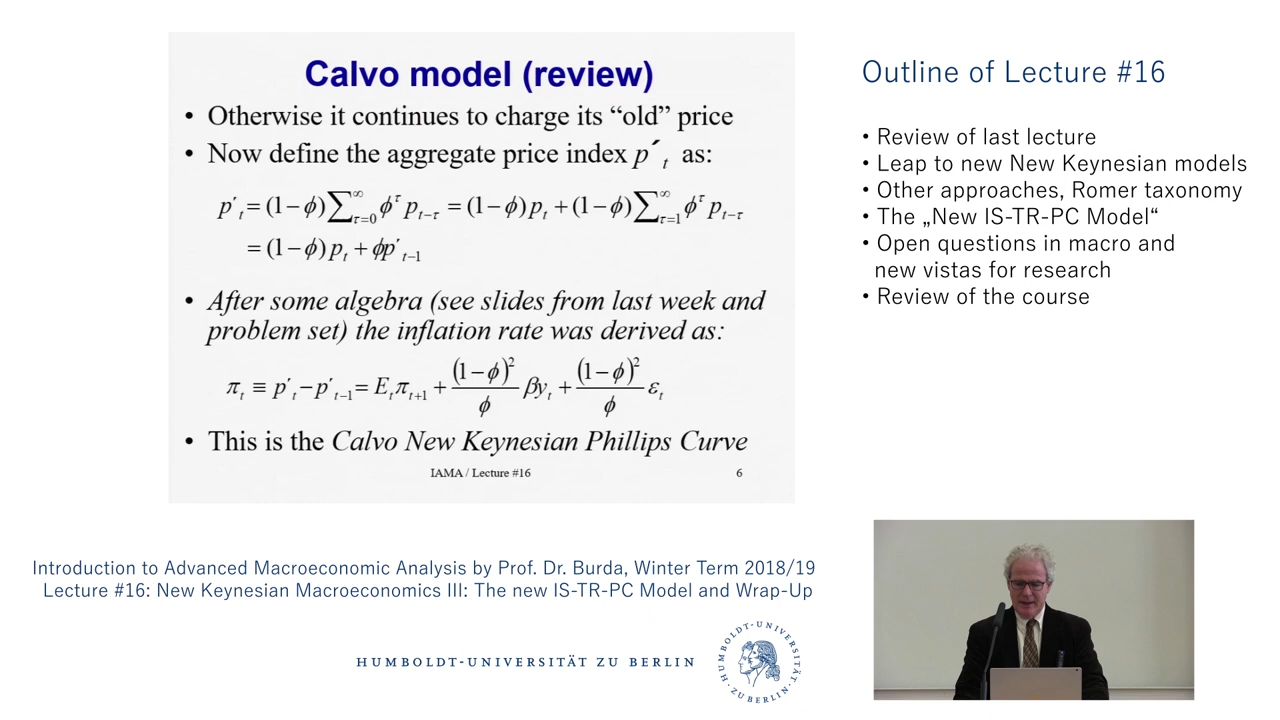 Calvo model (review)
• Otherwise it continues to charge its “old” price
• Now define the aggregate price index p´t as:
p′t = (1−ϕ)∑τ=0^∞ ϕ^τ pt−τ = (1−ϕ)pt + (1−ϕ)∑τ=1^∞ ϕ^τ pt−τ
= (1−ϕ)pt + ϕp′t−1
• After some algebra (see slides from last week and
problem set) the inflation rate was derived as:
πt ≡ p′t − p′t−1 = Etπt+1 + (1−ϕ)²/ϕ βyt + (1−ϕ)²/ϕ εt
• This is the Calvo New Keynesian Phillips Curve
IAMA / Lecture #16
6
Outline of Lecture #16
• Review of last lecture
• Leap to new New Keynesian models
• Other approaches, Romer taxonomy
• The „New IS-TR-PC Model“
• Open questions in macro and
new vistas for research
• Review of the course
Introduction to Advanced Macroeconomic Analysis by Prof. Dr. Burda, Winter Term 2018/19
Lecture #16: New Keynesian Macroeconomics III: The new IS-TR-PC Model and Wrap-Up
HUMBOLDT-UNIVERSITÄT ZU BERLIN
HUMBOLDT-UNIVERSITÄT
·ZU BERLIN·